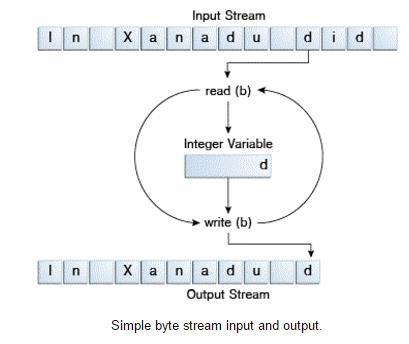 Input Stream
I n X a n a d u d i d
read (b)
Integer Variable
d
write (b)
I n X a n a d u d
Output Stream
Simple byte stream input and output.